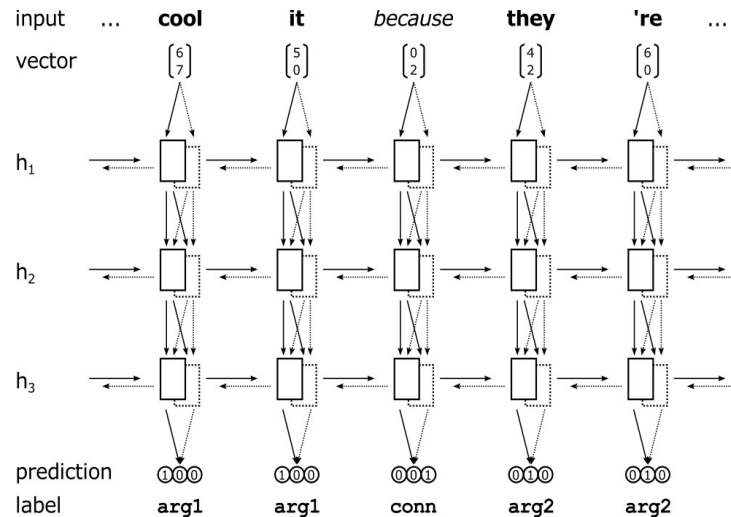 input ... cool it because they 're ...
vector 6 5 0 4 6
7 0 2 2 0
h1
h2
h3
prediction 100 100 001 010 010
label arg1 arg1 conn arg2 arg2